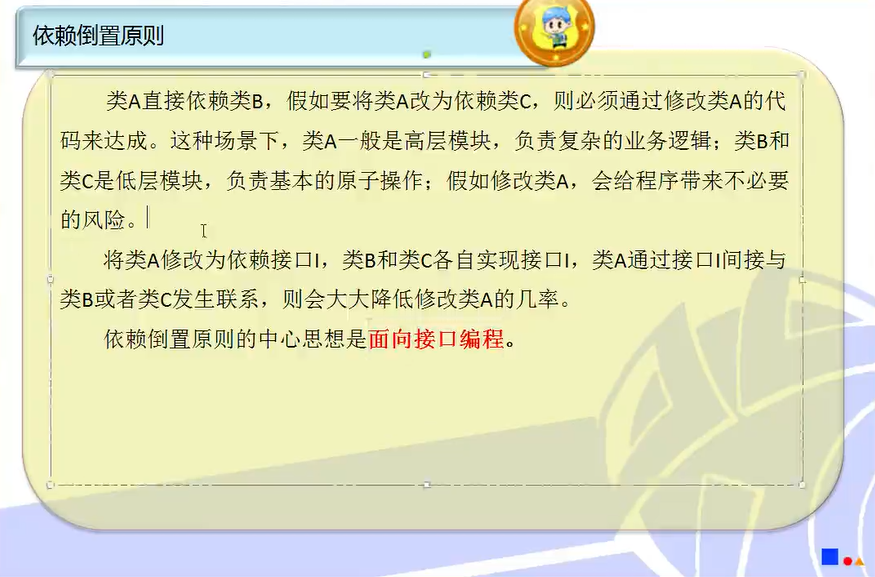 依赖倒置原则
类A直接依赖类B，假如要将类A改为依赖类C，则必须通过修改类A的代
码来达成。这种场景下，类A一般是高层模块，负责复杂的业务逻辑；类B和
类C是低层模块，负责基本的原子操作；假如修改类A，会给程序带来不必要
的风险。
将类A修改为依赖接口I，类B和类C各自实现接口I，类A通过接口I间接与
类B或者类C发生联系，则会大大降低修改类A的几率。
依赖倒置原则的中心思想是面向接口编程。